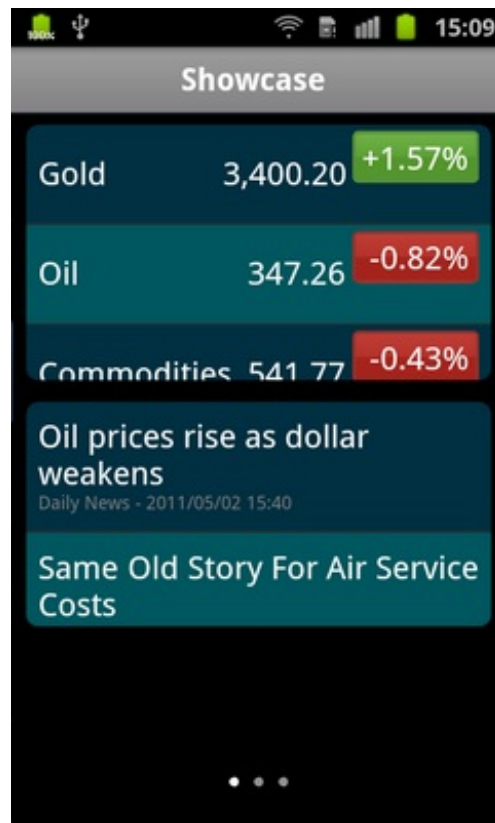 100%
15:09
Showcase
Gold 3,400.20 +1.57%
Oil 347.26 -0.82%
Commodities 541.77 -0.43%
Oil prices rise as dollar
weakens
Daily News - 2011/05/02 15:40
Same Old Story For Air Service
Costs